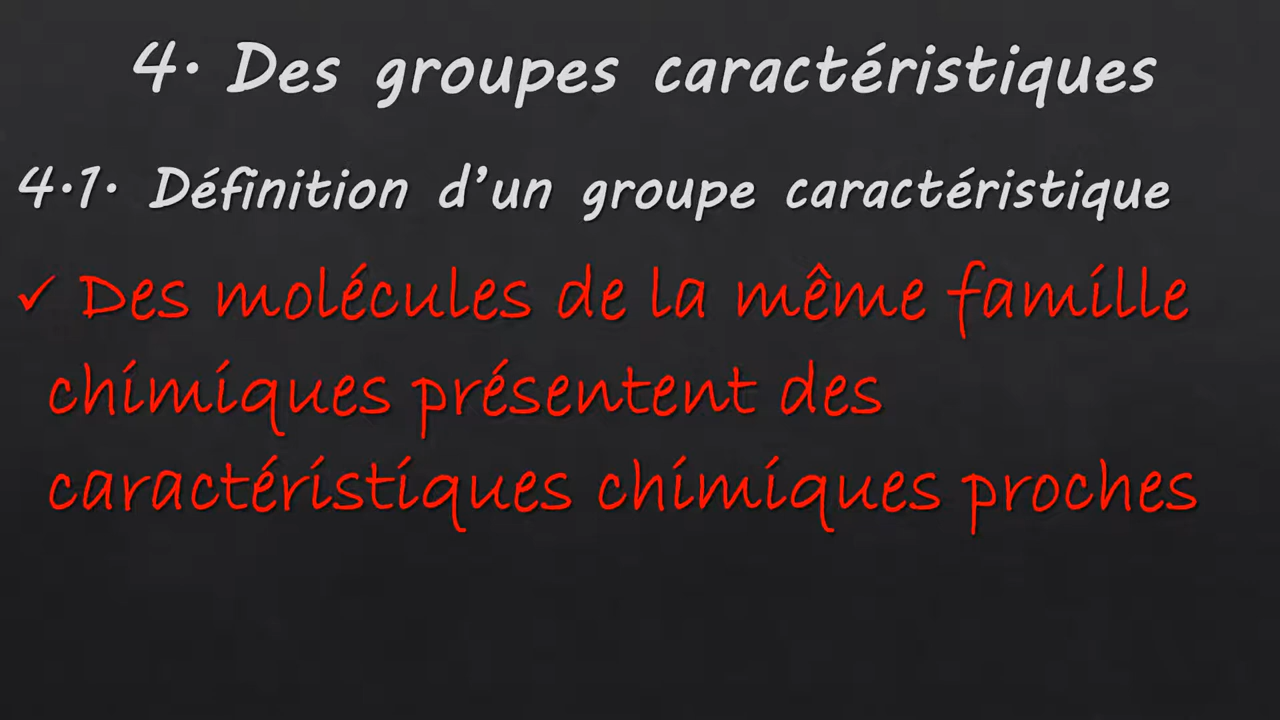 4. Des groupes caractéristiques
4.1. Définition d’un groupe caractéristique
✓ Des molécules de la même famille
chimiques présentent des
caractéristiques chimiques proches